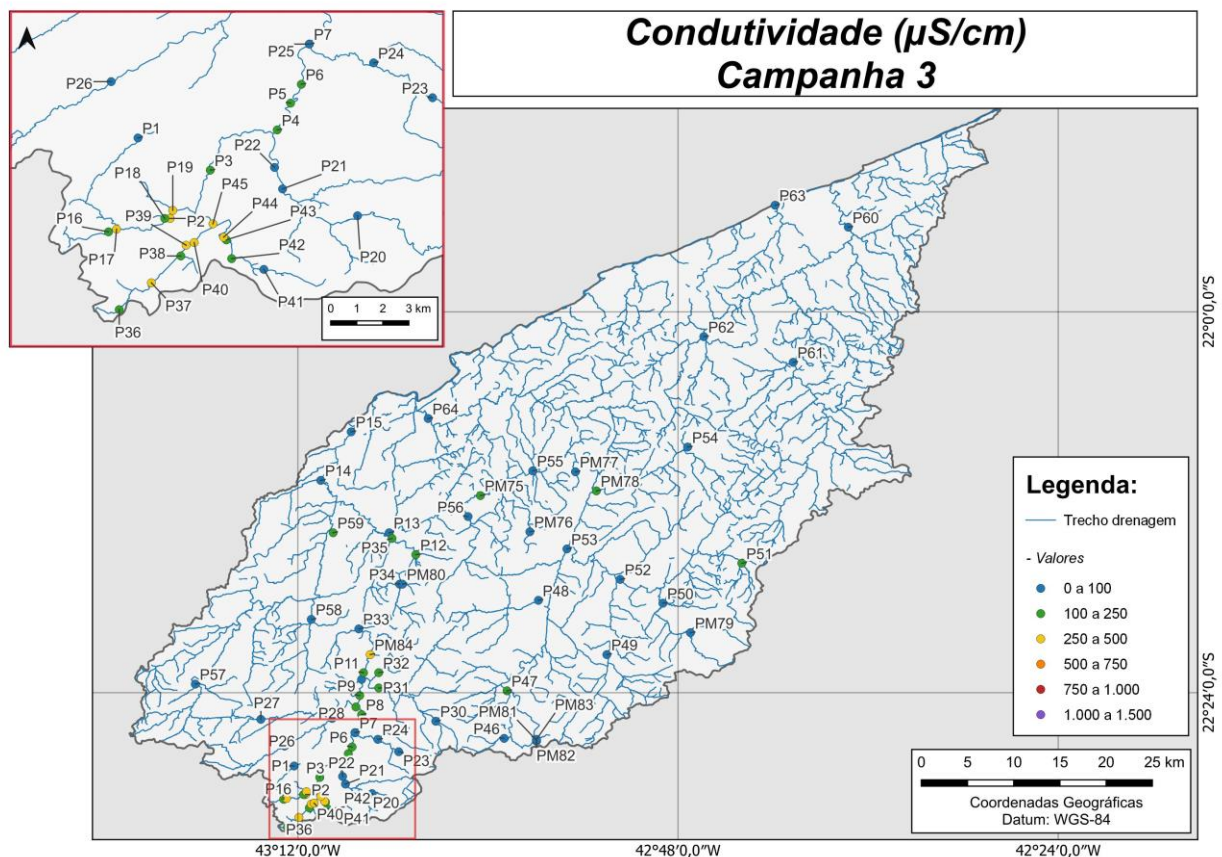 Condutividade (µS/cm)
Campanha 3
P7
P25
P24
P26
P6
P23
P5
P4
P1
P22
P3
P21
P19
P45
P18
P44
P16
P39
P2
P43
P42
P17
P38
P20
P40
P41
P37
P36
0 1 2 3 km
P63
P60
22°0'0,0"S
P62
P61
P64
P15
P54
P55
PM77
P14
PM78
PM75
P56
P59
P13
PM76
P35
P12
P53
P51
P34
PM80
P52
P48
P50
P58
P33
PM79
PM84
P49
P11
P32
P57
P9
P31
P47
22°24'0,0"S
P27
P28
P8
P30
PM81
PM83
P7
P46
P6
P24
P26
PM82
P1
P3
P22
P23
P21
P16
P2
P42
P20
P40
P41
P36
Legenda:
Trecho drenagem
- Valores
0 a 100
100 a 250
250 a 500
500 a 750
750 a 1.000
1.000 a 1.500
0 5 10 15 20 25 km
Coordenadas Geográficas
Datum: WGS-84
43°12'0,0"W
42°48'0,0"W
42°24'0,0"W